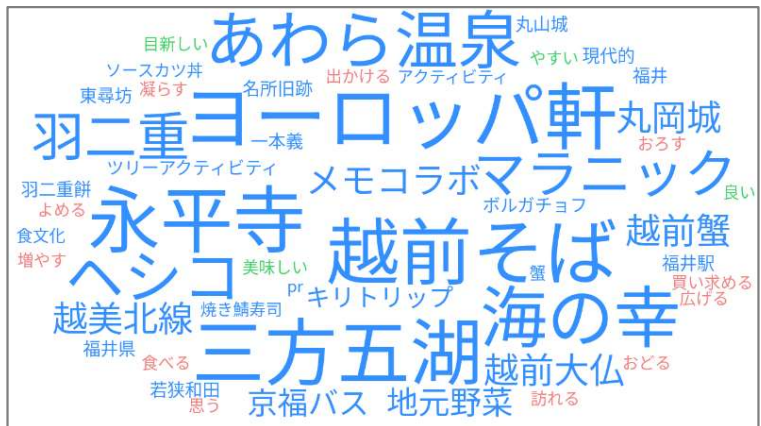 あわら温泉
丸山城
目新しい
やすい
現代的
ソースカツ丼
出かける
アクティビティ
福井
東尋坊
凝らす
名所旧跡
ヨーロッパ軒
丸岡城
羽二重
一本義
おろす
ツリーアクティビティ
メモコラボ
マラニック
羽二重餅
良い
よめる
永平寺
ボルガチョフ
食文化
越前そば
越前蟹
増やす
ヘシコ
美味しい
蟹
福井駅
pr
キリトリップ
海の幸
買い求める
広げる
越美北線
焼き鯖寿司
福井県
三方五湖
食べる
越前大仏
おどる
若狭和田
思う
京福バス
地元野菜
訪れる